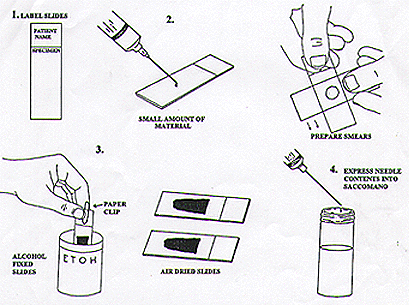 1. LABEL SLIDES
PATIENT
NAME
SPECIMEN
2.
SMALL AMOUNT OF
MATERIAL
PREPARE SMEARS
3.
PAPER
CLIP
ALCOHOL
FIXED
SLIDES
ETOH
AIR DRIED SLIDES
4. EXPRESS NEEDLE
CONTENTS INTO
SACCOMANO